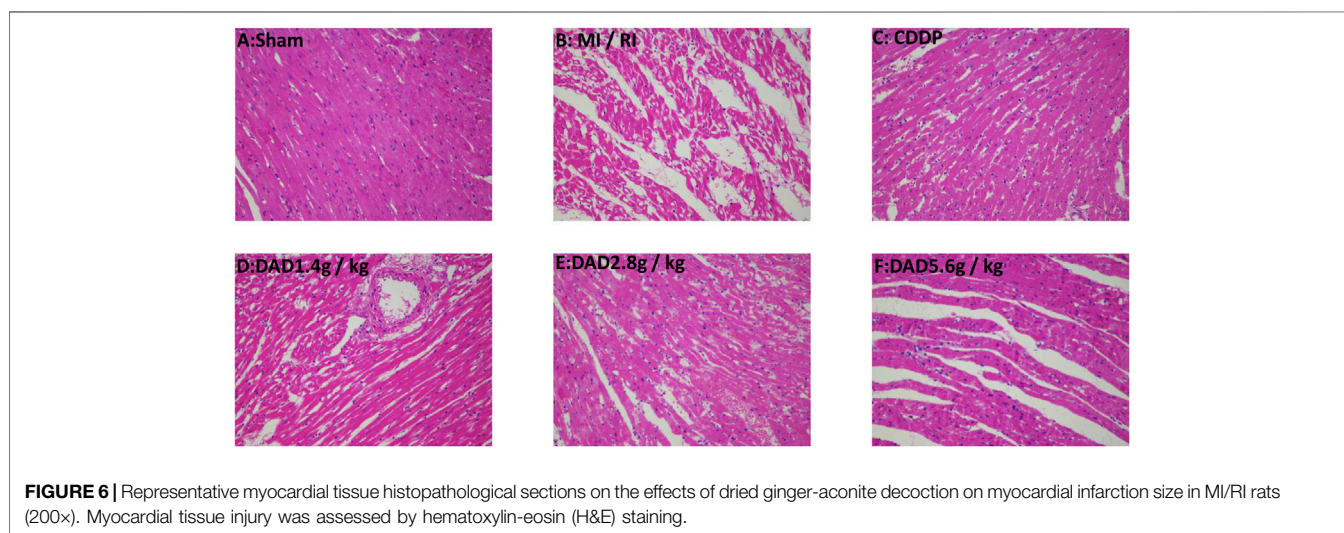 A:Sham
B: MI / RI
C: CDDP
D:DAD1.4g / kg
E:DAD2.8g / kg
F:DAD5.6g / kg
FIGURE 6 | Representative myocardial tissue histopathological sections on the effects of dried ginger-aconite decoction on myocardial infarction size in MI/RI rats
(200×). Myocardial tissue injury was assessed by hematoxylin-eosin (H&E) staining.